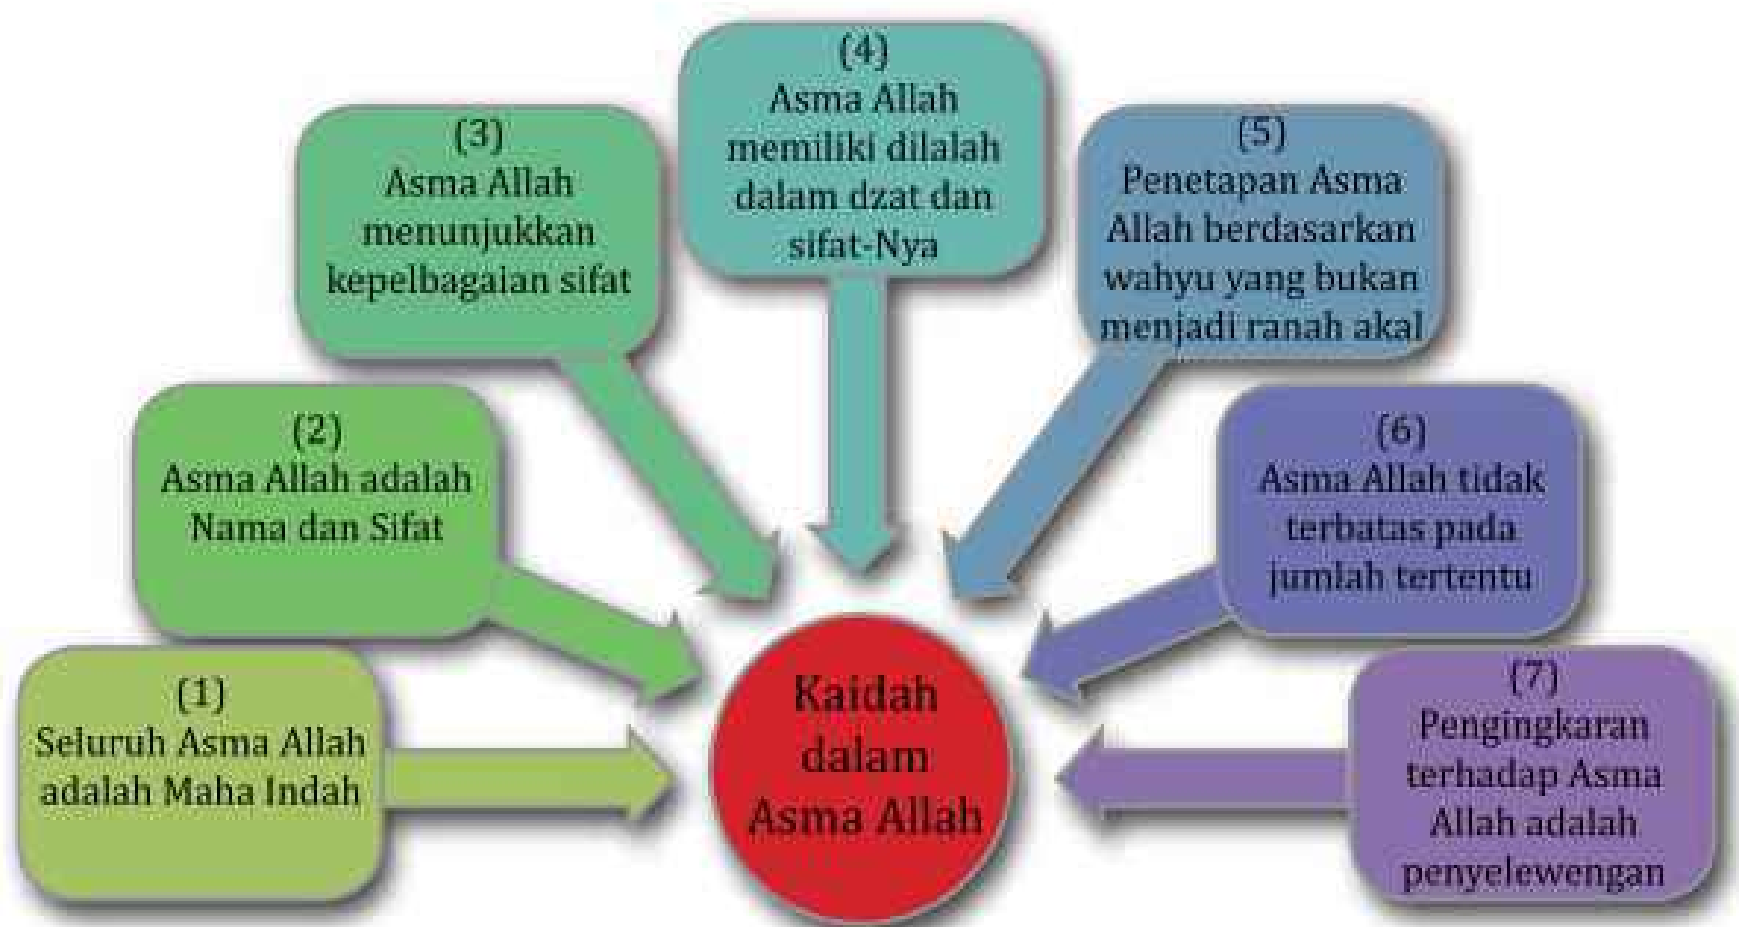 (1)
Seluruh Asma Allah
adalah Maha Indah
(2)
Asma Allah adalah
Nama dan Sifat
(3)
Asma Allah
menunjukkan
kepelbagaian sifat
(4)
Asma Allah
memiliki dilalah
dalam dzat dan
sifat-Nya
(5)
Penetapan Asma
Allah berdasarkan
wahyu yang bukan
menjadi ranah akal
(6)
Asma Allah tidak
terbatas pada
jumlah tertentu
(7)
Pengingkaran
terhadap Asma
Allah adalah
penyelewengan
Kaidah
dalam
Asma Allah